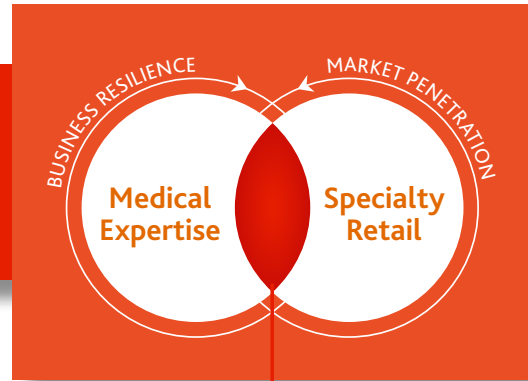 BUSINESS RESILIENCE
MARKET PENETRATION
Medical
Expertise
Specialty
Retail